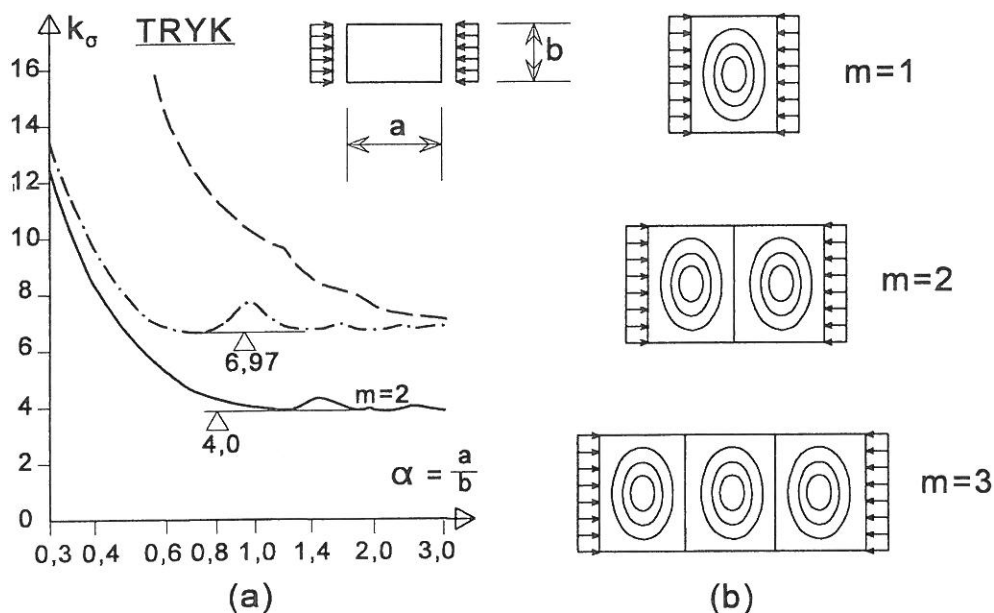 kσ TRYK
16
14
12
10
8
6
4
2
0
0,3 0,4 0,6 0,8 1,0 1,4 2,0 3,0
6,97
m=2
4,0
α = a/b
b
a
(a)
m=1
m=2
m=3
(b)